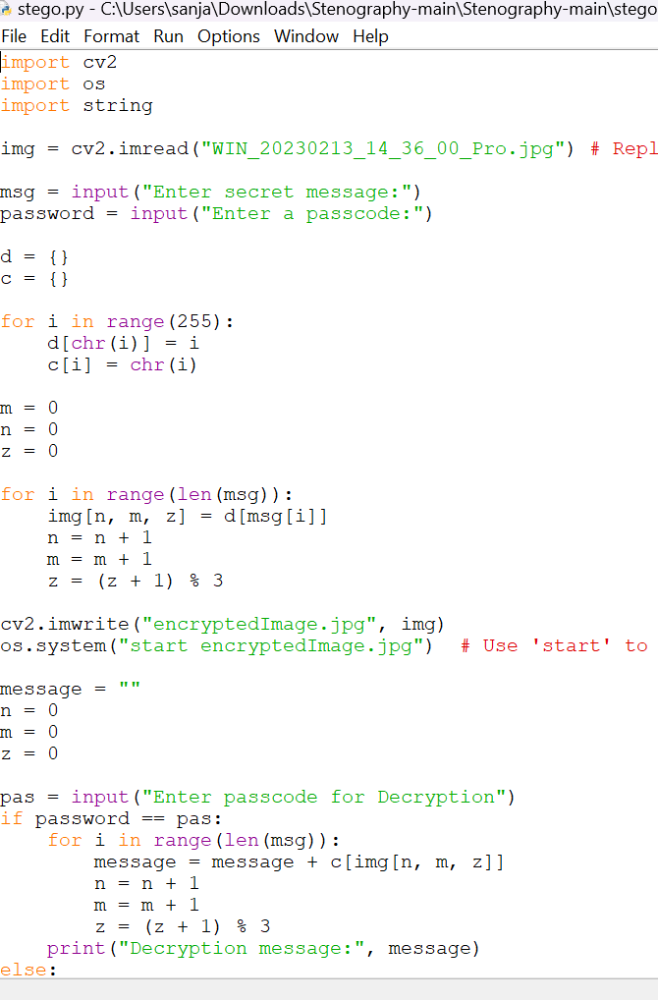 stego.py - C:\Users\sanja\Downloads\Stenography-main\Stenography-main\stego
File Edit Format Run Options Window Help
import cv2
import os
import string
img = cv2.imread("WIN_20230213_14_36_00_Pro.jpg") # Repl
msg = input("Enter secret message:")
password = input("Enter a passcode:")
d = {}
c = {}
for i in range(255):
    d[chr(i)] = i
    c[i] = chr(i)
m = 0
n = 0
z = 0
for i in range(len(msg)):
    img[n, m, z] = d[msg[i]]
    n = n + 1
    m = m + 1
    z = (z + 1) % 3
cv2.imwrite("encryptedImage.jpg", img)
os.system("start encryptedImage.jpg")  # Use 'start' to
message = ""
n = 0
m = 0
z = 0
pas = input("Enter passcode for Decryption")
if password == pas:
    for i in range(len(msg)):
        message = message + c[img[n, m, z]]
        n = n + 1
        m = m + 1
        z = (z + 1) % 3
    print("Decryption message:", message)
else: